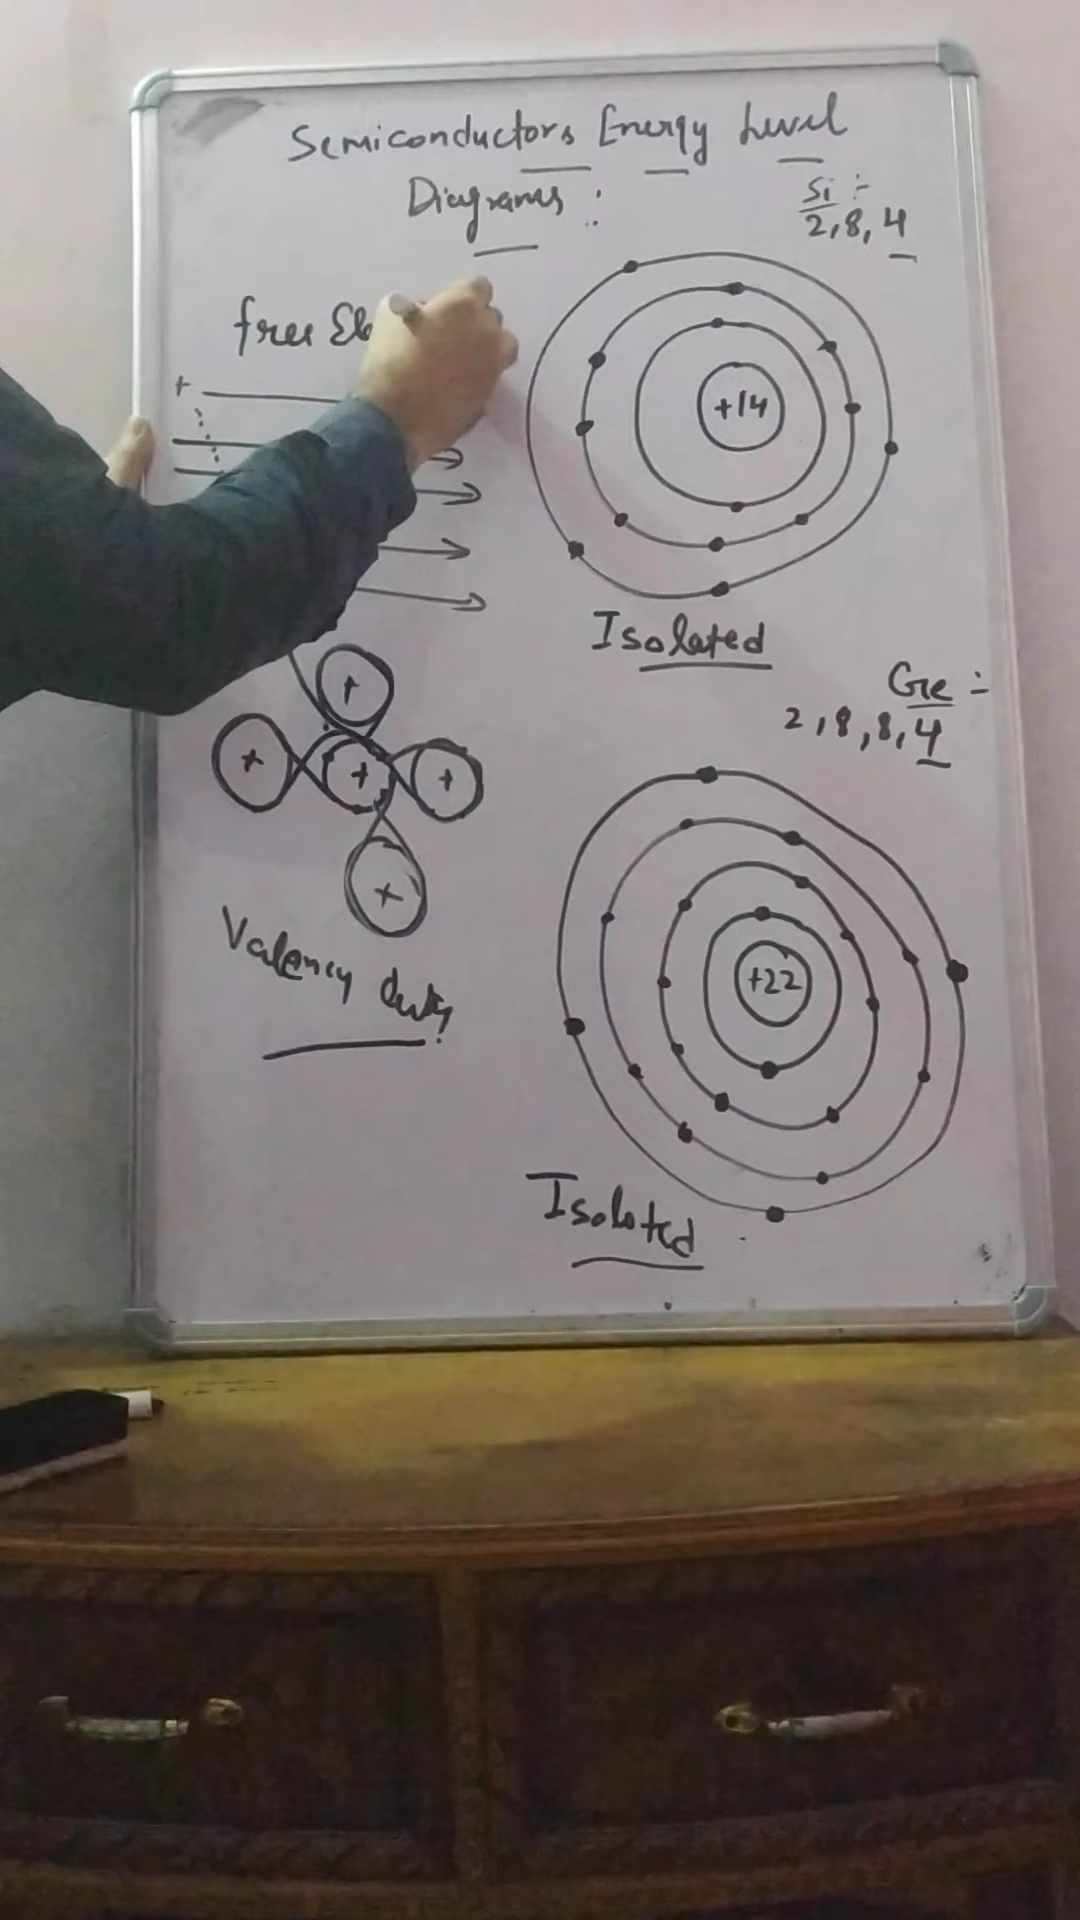 Semiconductors Energy Level
Diagrams :
Si :-
2,8,4
free
+
+14
Isolated
Ge :-
2,8,8,4
+
+
+
+
+
Valency
+22
Isolated